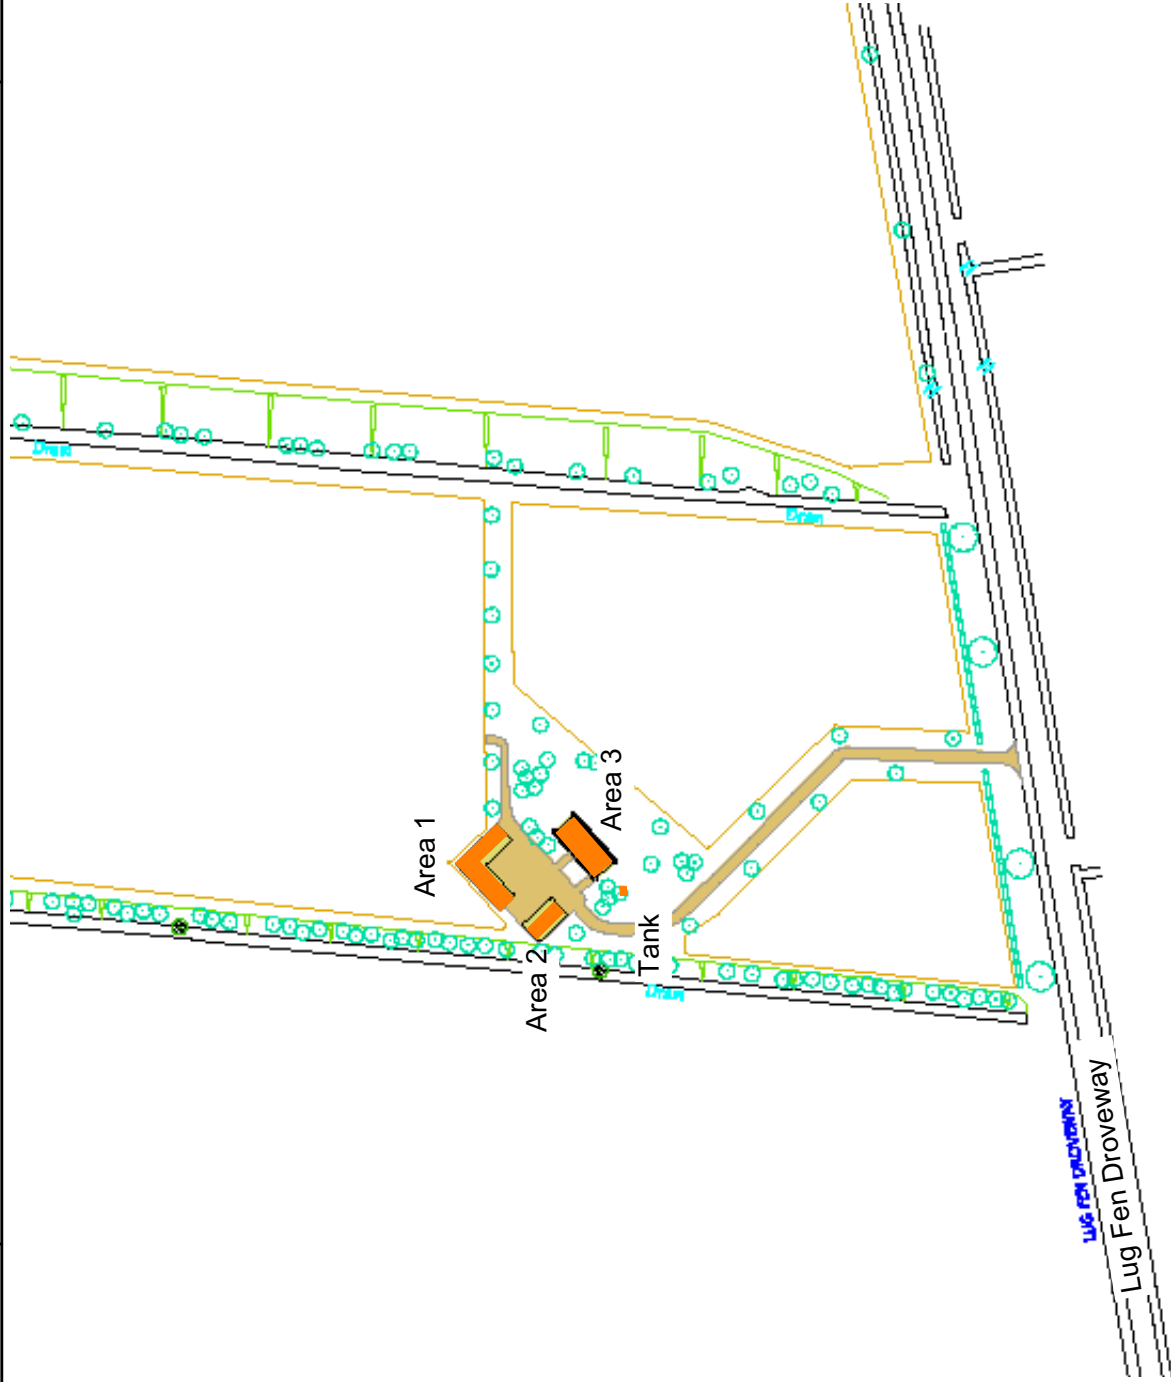 Drain
Area 1
Area 3
Area 2
Tank
Drain
Drain
LUG FEN DROVEWAY
Lug Fen Droveway